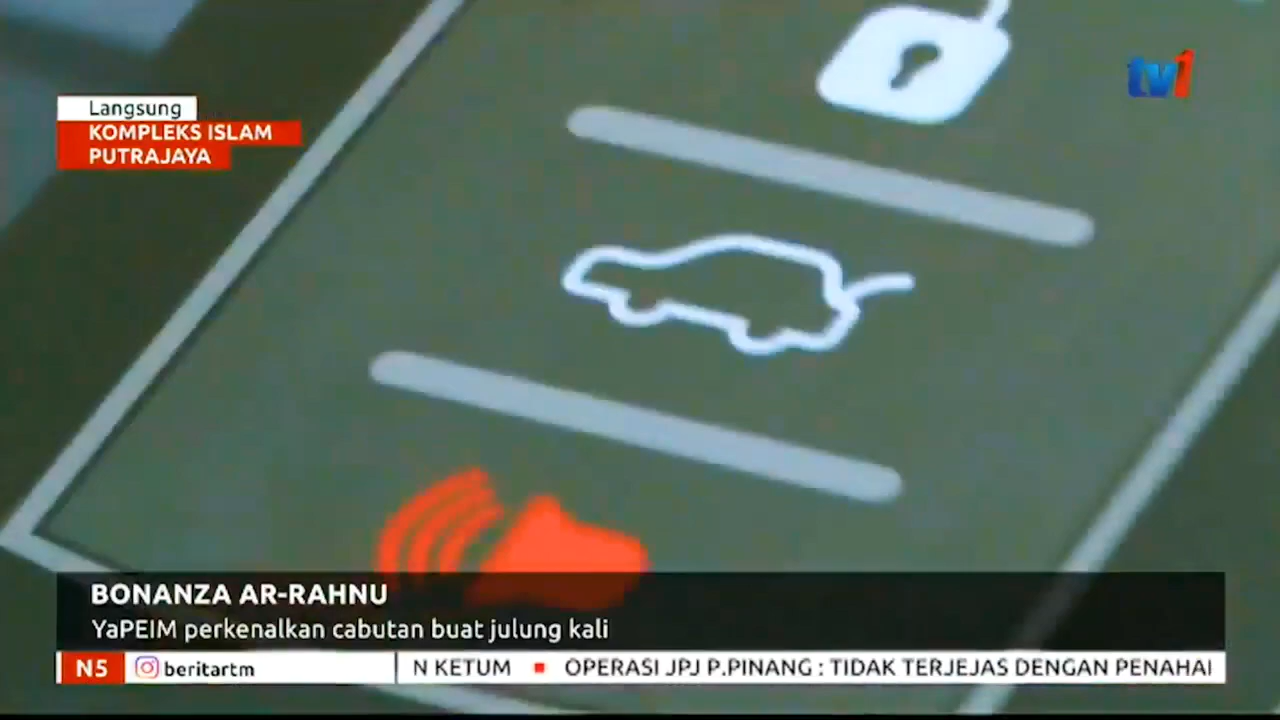 tv1
Langsung
KOMPLEKS ISLAM
PUTRAJAYA
BONANZA AR-RAHNU
YaPEIM perkenalkan cabutan buat julung kali
N5 beritartm N KETUM ▪ OPERASI JPJ P.PINANG : TIDAK TERJEJAS DENGAN PENAHAI